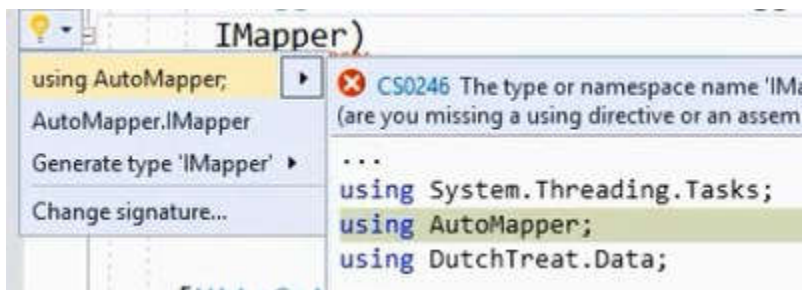 IMapper)
using AutoMapper;
AutoMapper.IMapper
Generate type 'IMapper'
Change signature...
CS0246 The type or namespace name 'IMa
(are you missing a using directive or an assem
...
using System.Threading.Tasks;
using AutoMapper;
using DutchTreat.Data;